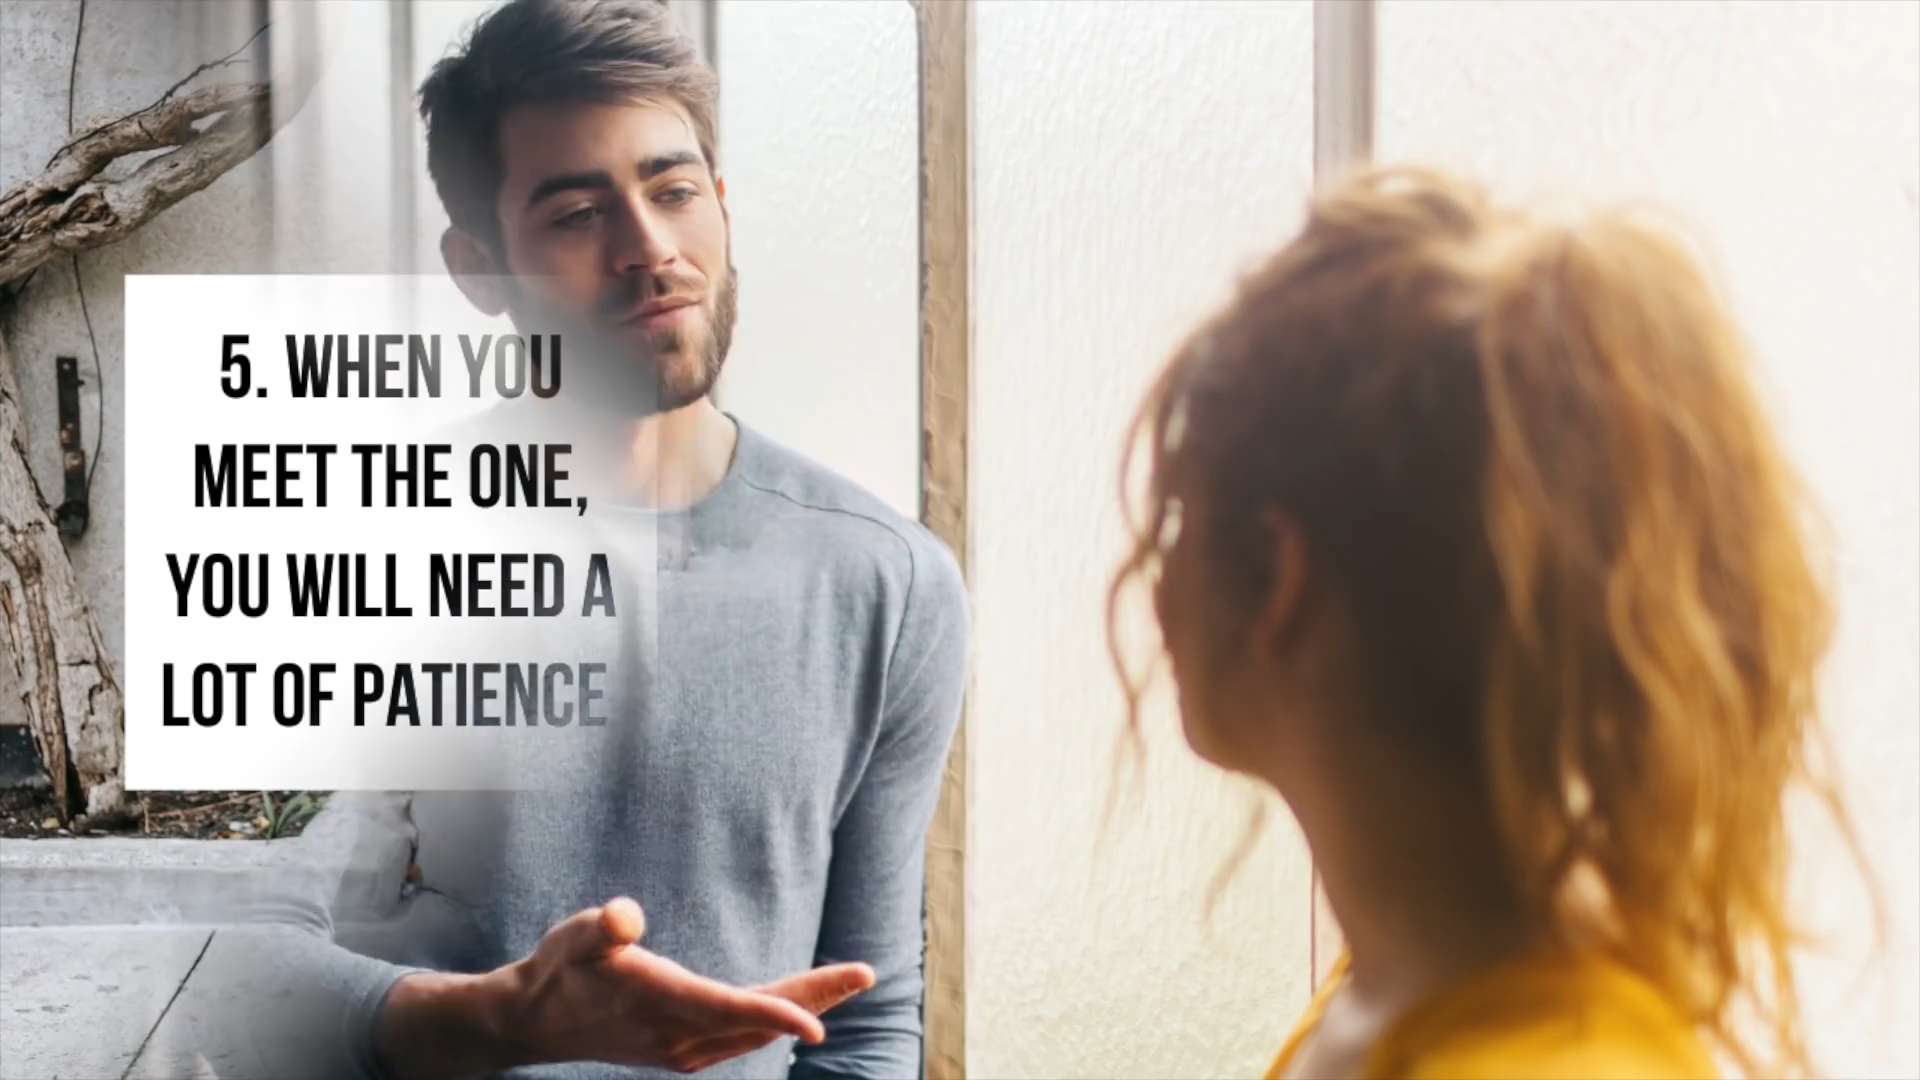 5. WHEN YOU
MEET THE ONE,
YOU WILL NEED A
LOT OF PATIENCE